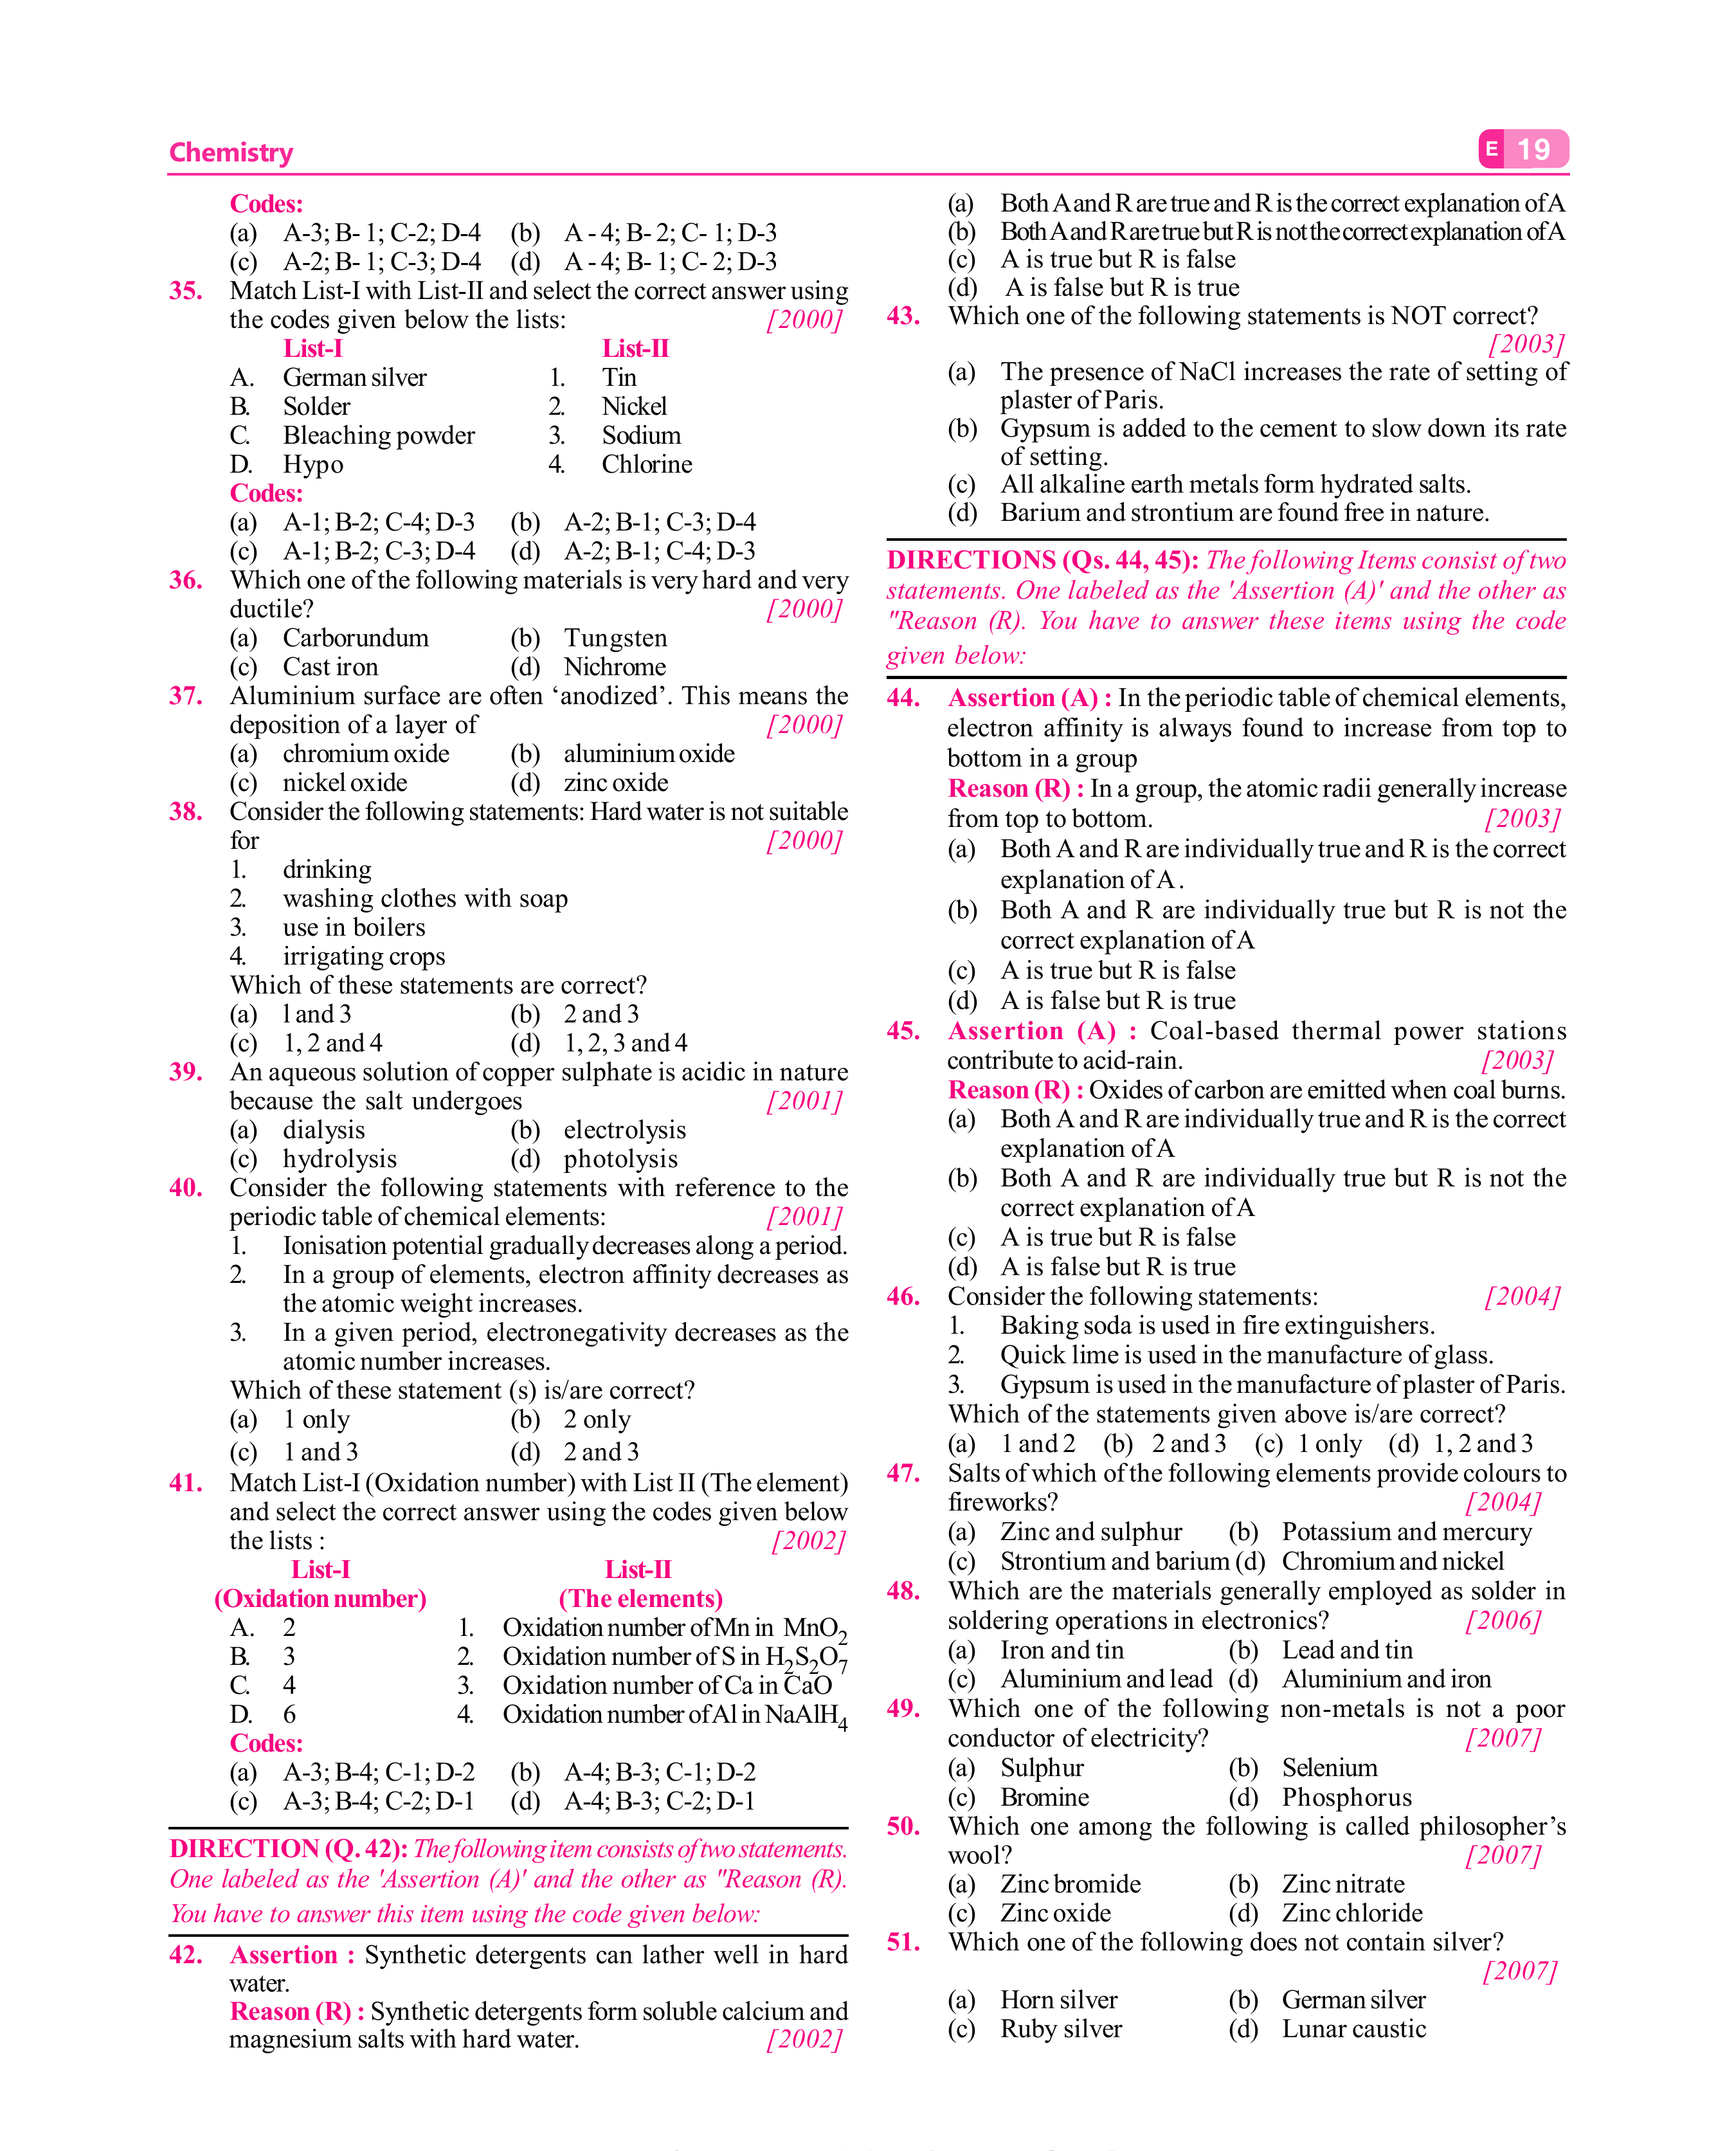 Chemistry
E 19
Codes:
(a) A-3; B- 1; C-2; D-4 (b) A - 4; B- 2; C- 1; D-3
(c) A-2; B- 1; C-3; D-4 (d) A - 4; B- 1; C- 2; D-3
35. Match List-I with List-II and select the correct answer using
the codes given below the lists: [2000]
List-I List-II
A. German silver 1. Tin
B. Solder 2. Nickel
C. Bleaching powder 3. Sodium
D. Hypo 4. Chlorine
Codes:
(a) A-1; B-2; C-4; D-3 (b) A-2; B-1; C-3; D-4
(c) A-1; B-2; C-3; D-4 (d) A-2; B-1; C-4; D-3
36. Which one of the following materials is very hard and very
ductile? [2000]
(a) Carborundum (b) Tungsten
(c) Cast iron (d) Nichrome
37. Aluminium surface are often ‘anodized’. This means the
deposition of a layer of [2000]
(a) chromium oxide (b) aluminium oxide
(c) nickel oxide (d) zinc oxide
38. Consider the following statements: Hard water is not suitable
for [2000]
1. drinking
2. washing clothes with soap
3. use in boilers
4. irrigating crops
Which of these statements are correct?
(a) l and 3 (b) 2 and 3
(c) 1, 2 and 4 (d) 1, 2, 3 and 4
39. An aqueous solution of copper sulphate is acidic in nature
because the salt undergoes [2001]
(a) dialysis (b) electrolysis
(c) hydrolysis (d) photolysis
40. Consider the following statements with reference to the
periodic table of chemical elements: [2001]
1. Ionisation potential gradually decreases along a period.
2. In a group of elements, electron affinity decreases as
the atomic weight increases.
3. In a given period, electronegativity decreases as the
atomic number increases.
Which of these statement (s) is/are correct?
(a) 1 only (b) 2 only
(c) 1 and 3 (d) 2 and 3
41. Match List-I (Oxidation number) with List II (The element)
and select the correct answer using the codes given below
the lists : [2002]
List-I List-II
(Oxidation number) (The elements)
A. 2 1. Oxidation number of Mn in MnO₂
B. 3 2. Oxidation number of S in H₂S₂O₇
C. 4 3. Oxidation number of Ca in CaO
D. 6 4. Oxidation number of Al in NaAlH₄
Codes:
(a) A-3; B-4; C-1; D-2 (b) A-4; B-3; C-1; D-2
(c) A-3; B-4; C-2; D-1 (d) A-4; B-3; C-2; D-1
DIRECTION (Q. 42): The following item consists of two statements.
One labeled as the 'Assertion (A)' and the other as "Reason (R).
You have to answer this item using the code given below:
42. Assertion : Synthetic detergents can lather well in hard
water.
Reason (R) : Synthetic detergents form soluble calcium and
magnesium salts with hard water. [2002]
(a) Both A and R are true and R is the correct explanation of A
(b) Both A and R are true but R is not the correct explanation of A
(c) A is true but R is false
(d) A is false but R is true
43. Which one of the following statements is NOT correct?
[2003]
(a) The presence of NaCl increases the rate of setting of
plaster of Paris.
(b) Gypsum is added to the cement to slow down its rate
of setting.
(c) All alkaline earth metals form hydrated salts.
(d) Barium and strontium are found free in nature.
DIRECTIONS (Qs. 44, 45): The following Items consist of two
statements. One labeled as the 'Assertion (A)' and the other as
"Reason (R). You have to answer these items using the code
given below:
44. Assertion (A) : In the periodic table of chemical elements,
electron affinity is always found to increase from top to
bottom in a group
Reason (R) : In a group, the atomic radii generally increase
from top to bottom. [2003]
(a) Both A and R are individually true and R is the correct
explanation of A.
(b) Both A and R are individually true but R is not the
correct explanation of A
(c) A is true but R is false
(d) A is false but R is true
45. Assertion (A) : Coal-based thermal power stations
contribute to acid-rain. [2003]
Reason (R) : Oxides of carbon are emitted when coal burns.
(a) Both A and R are individually true and R is the correct
explanation of A
(b) Both A and R are individually true but R is not the
correct explanation of A
(c) A is true but R is false
(d) A is false but R is true
46. Consider the following statements: [2004]
1. Baking soda is used in fire extinguishers.
2. Quick lime is used in the manufacture of glass.
3. Gypsum is used in the manufacture of plaster of Paris.
Which of the statements given above is/are correct?
(a) 1 and 2 (b) 2 and 3 (c) 1 only (d) 1, 2 and 3
47. Salts of which of the following elements provide colours to
fireworks? [2004]
(a) Zinc and sulphur (b) Potassium and mercury
(c) Strontium and barium (d) Chromium and nickel
48. Which are the materials generally employed as solder in
soldering operations in electronics? [2006]
(a) Iron and tin (b) Lead and tin
(c) Aluminium and lead (d) Aluminium and iron
49. Which one of the following non-metals is not a poor
conductor of electricity? [2007]
(a) Sulphur (b) Selenium
(c) Bromine (d) Phosphorus
50. Which one among the following is called philosopher’s
wool? [2007]
(a) Zinc bromide (b) Zinc nitrate
(c) Zinc oxide (d) Zinc chloride
51. Which one of the following does not contain silver?
[2007]
(a) Horn silver (b) German silver
(c) Ruby silver (d) Lunar caustic